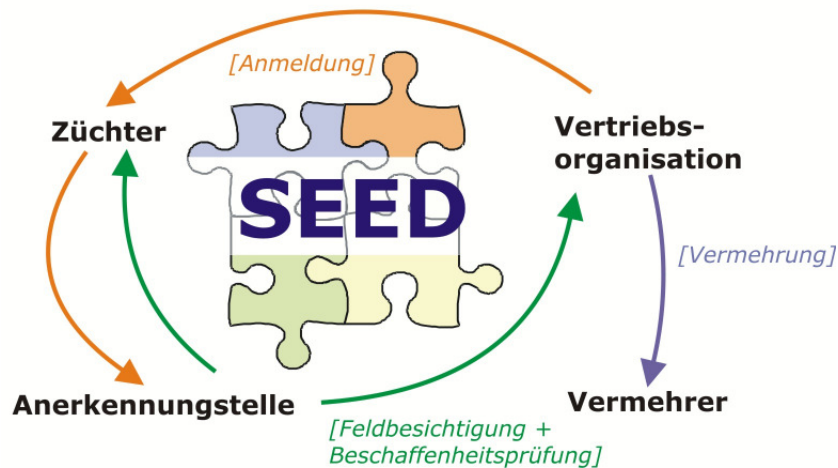 [Anmeldung]
Züchter
Vertriebs-
organisation
SEED
[Vermehrung]
Anerkennungstelle
Vermehrer
[Feldbesichtigung +
Beschaffenheitsprüfung]